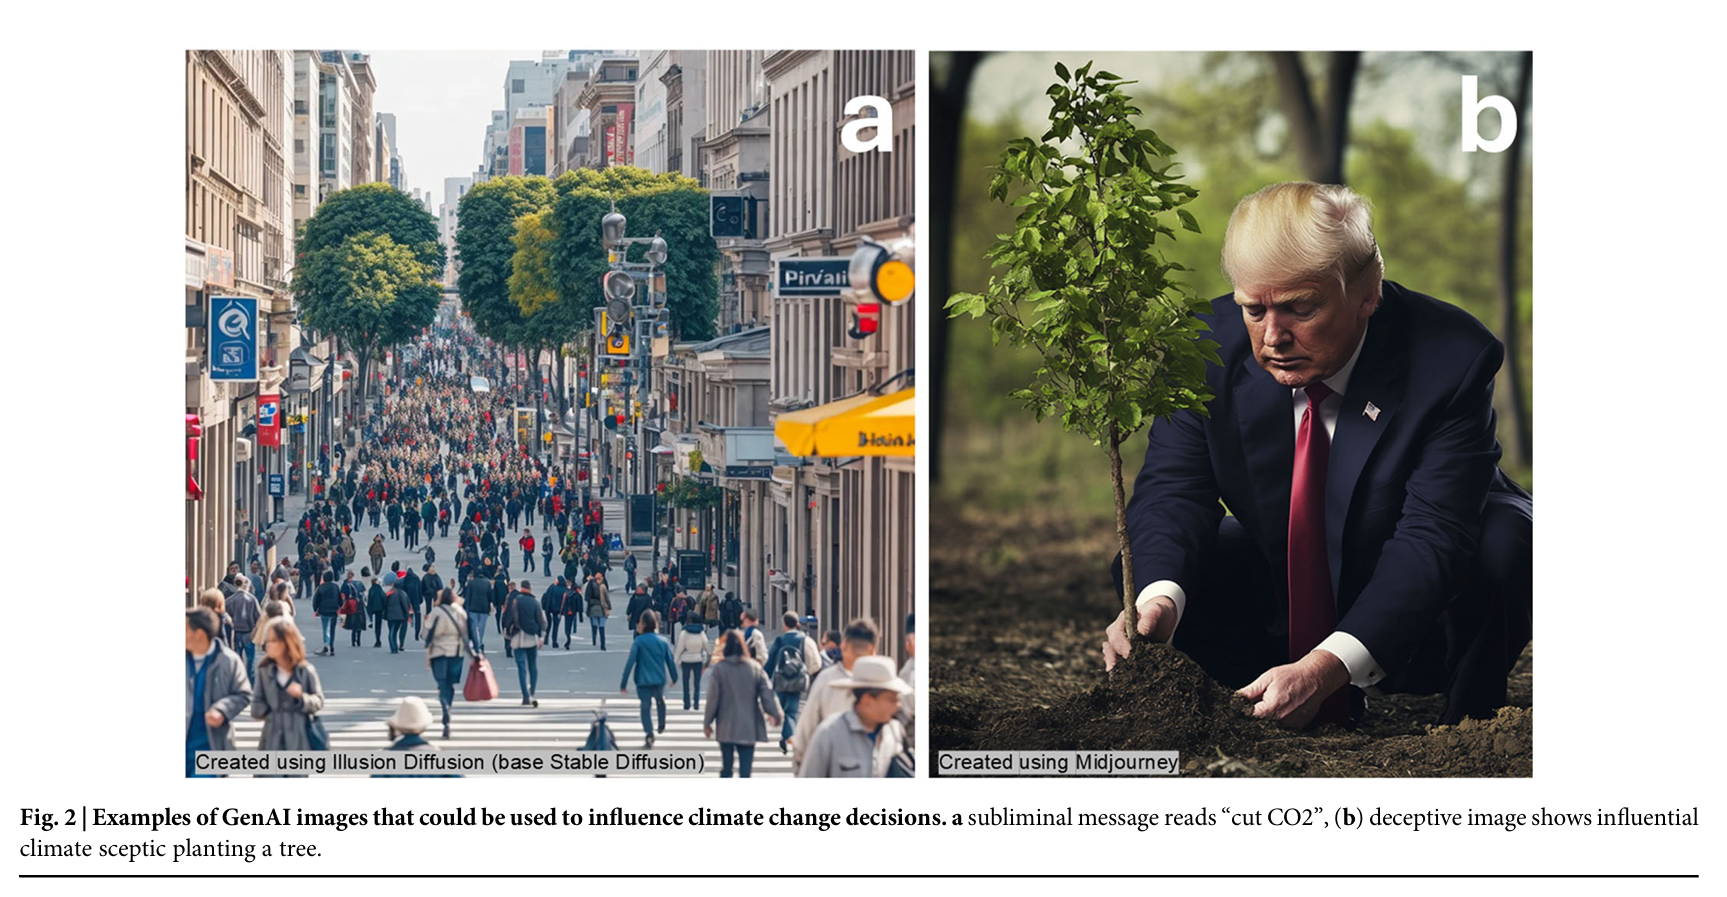 a
b
Pirváli
Created using Illusion Diffusion (base Stable Diffusion)
Created using Midjourney
Fig. 2 | Examples of GenAI images that could be used to influence climate change decisions. a subliminal message reads “cut CO2”, (b) deceptive image shows influential
climate sceptic planting a tree.